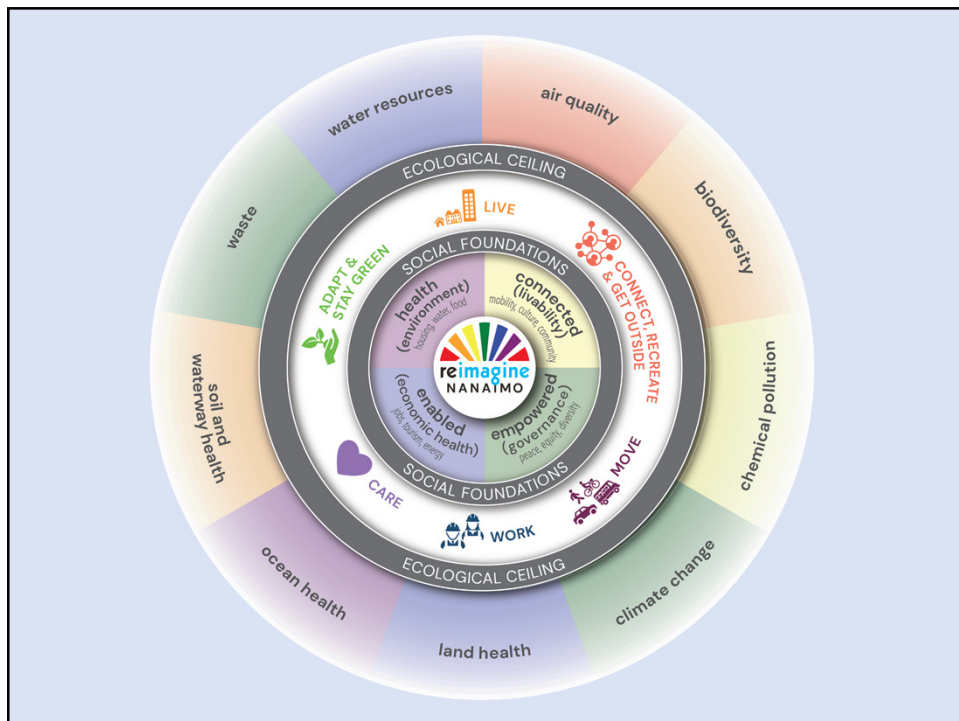 air quality
biodiversity
chemical pollution
climate change
land health
ocean health
soil and
waterway health
waste
water resources
ECOLOGICAL CEILING
LIVE
CONNECT, RECREATE
& GET OUTSIDE
MOVE
WORK
CARE
ADAPT &
STAY GREEN
ECOLOGICAL CEILING
SOCIAL FOUNDATIONS
health
(environment)
housing, water, food
connected
(livability)
mobility, culture, community
reimagine
NANAIMO
enabled
(economic health)
jobs, tourism, energy
empowered
(governance)
peace, equity, diversity
SOCIAL FOUNDATIONS